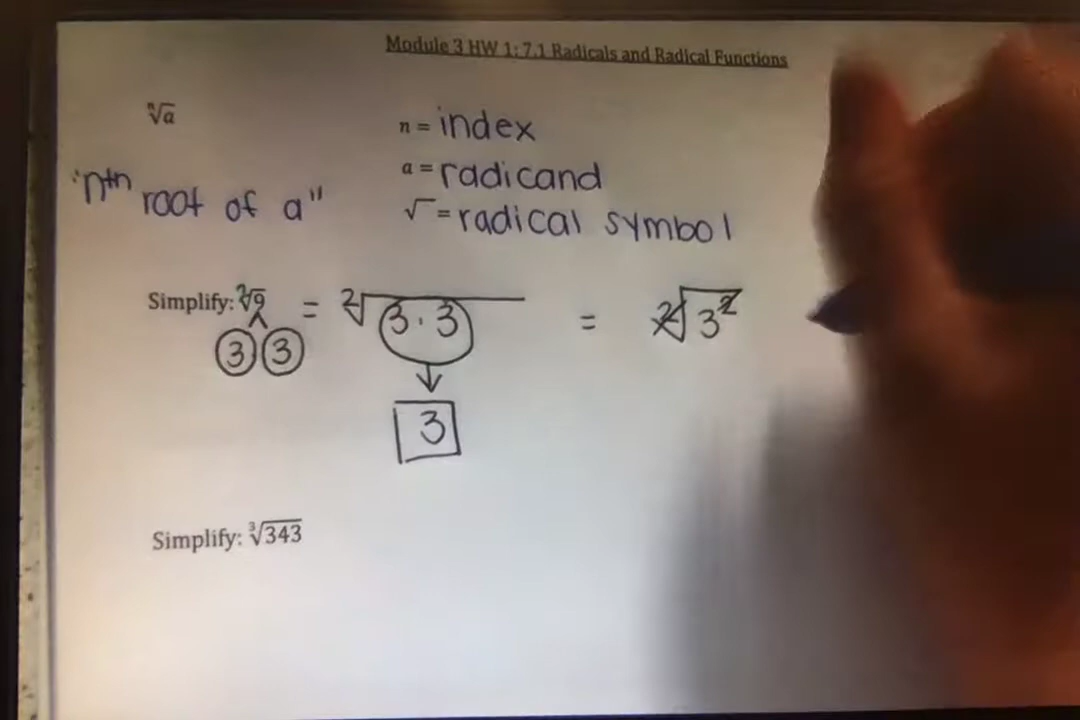 Module 3 HW 1: 7.1 Radicals and Radical Functions
ⁿ√a
n = index
a = radicand
"nth root of a"
√ = radical symbol
Simplify: ²√9 = ²√3 · 3 = ²√3²
3 3
3
Simplify: ³√343